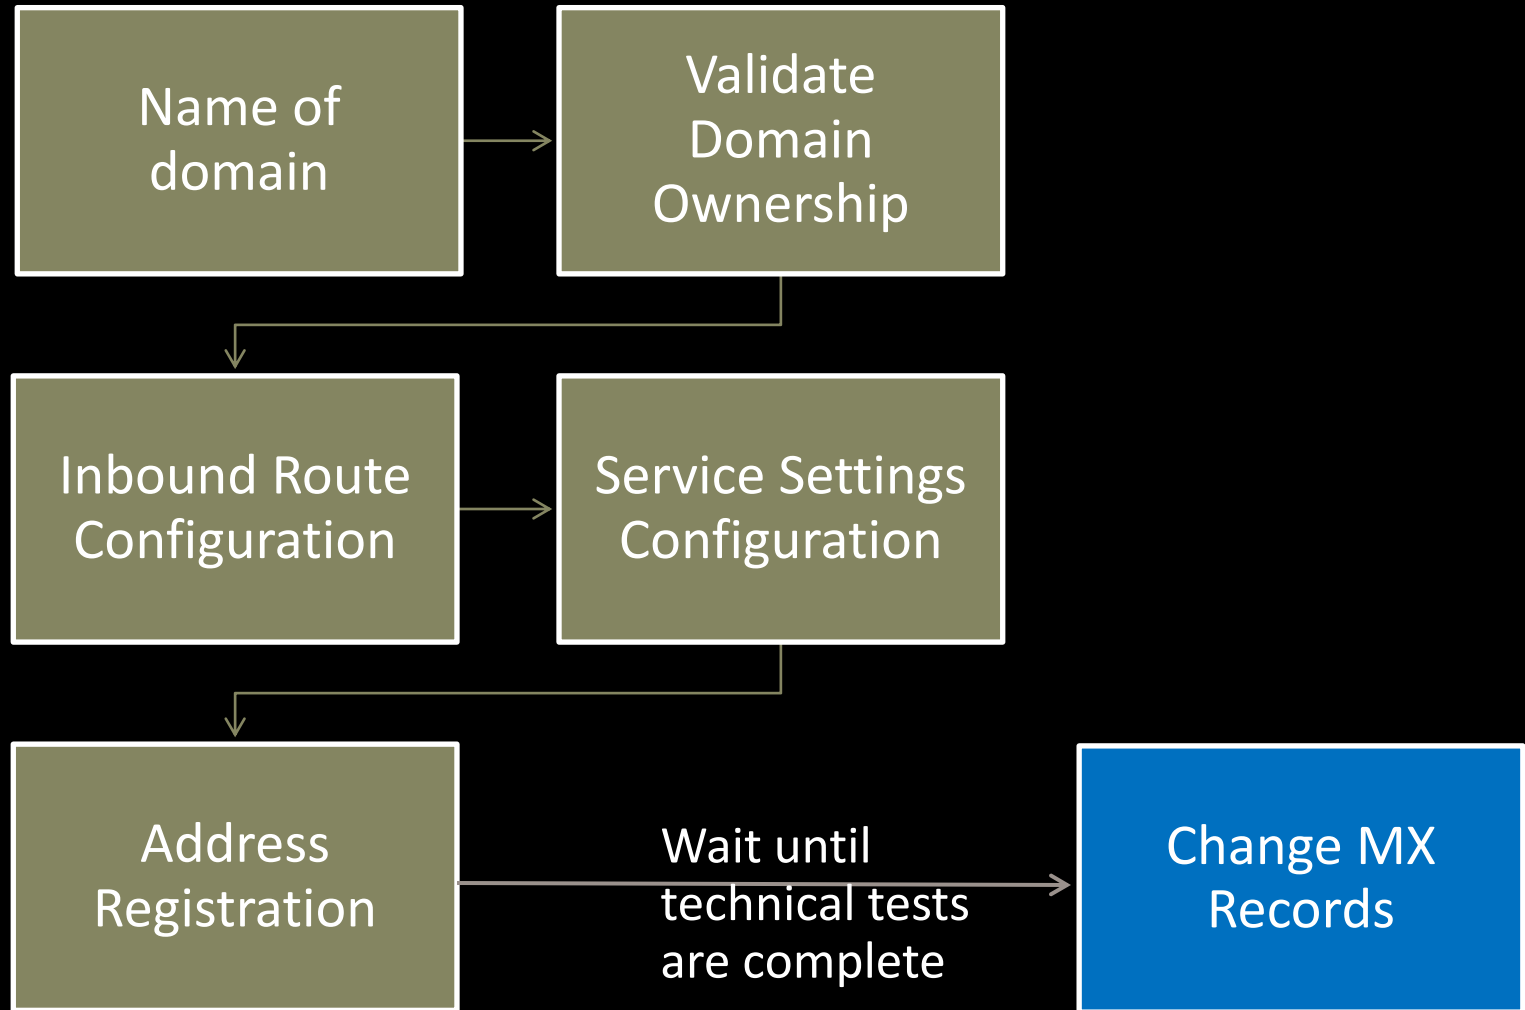 Name of
domain
Validate
Domain
Ownership
Inbound Route
Configuration
Service Settings
Configuration
Address
Registration
Wait until
technical tests
are complete
Change MX
Records